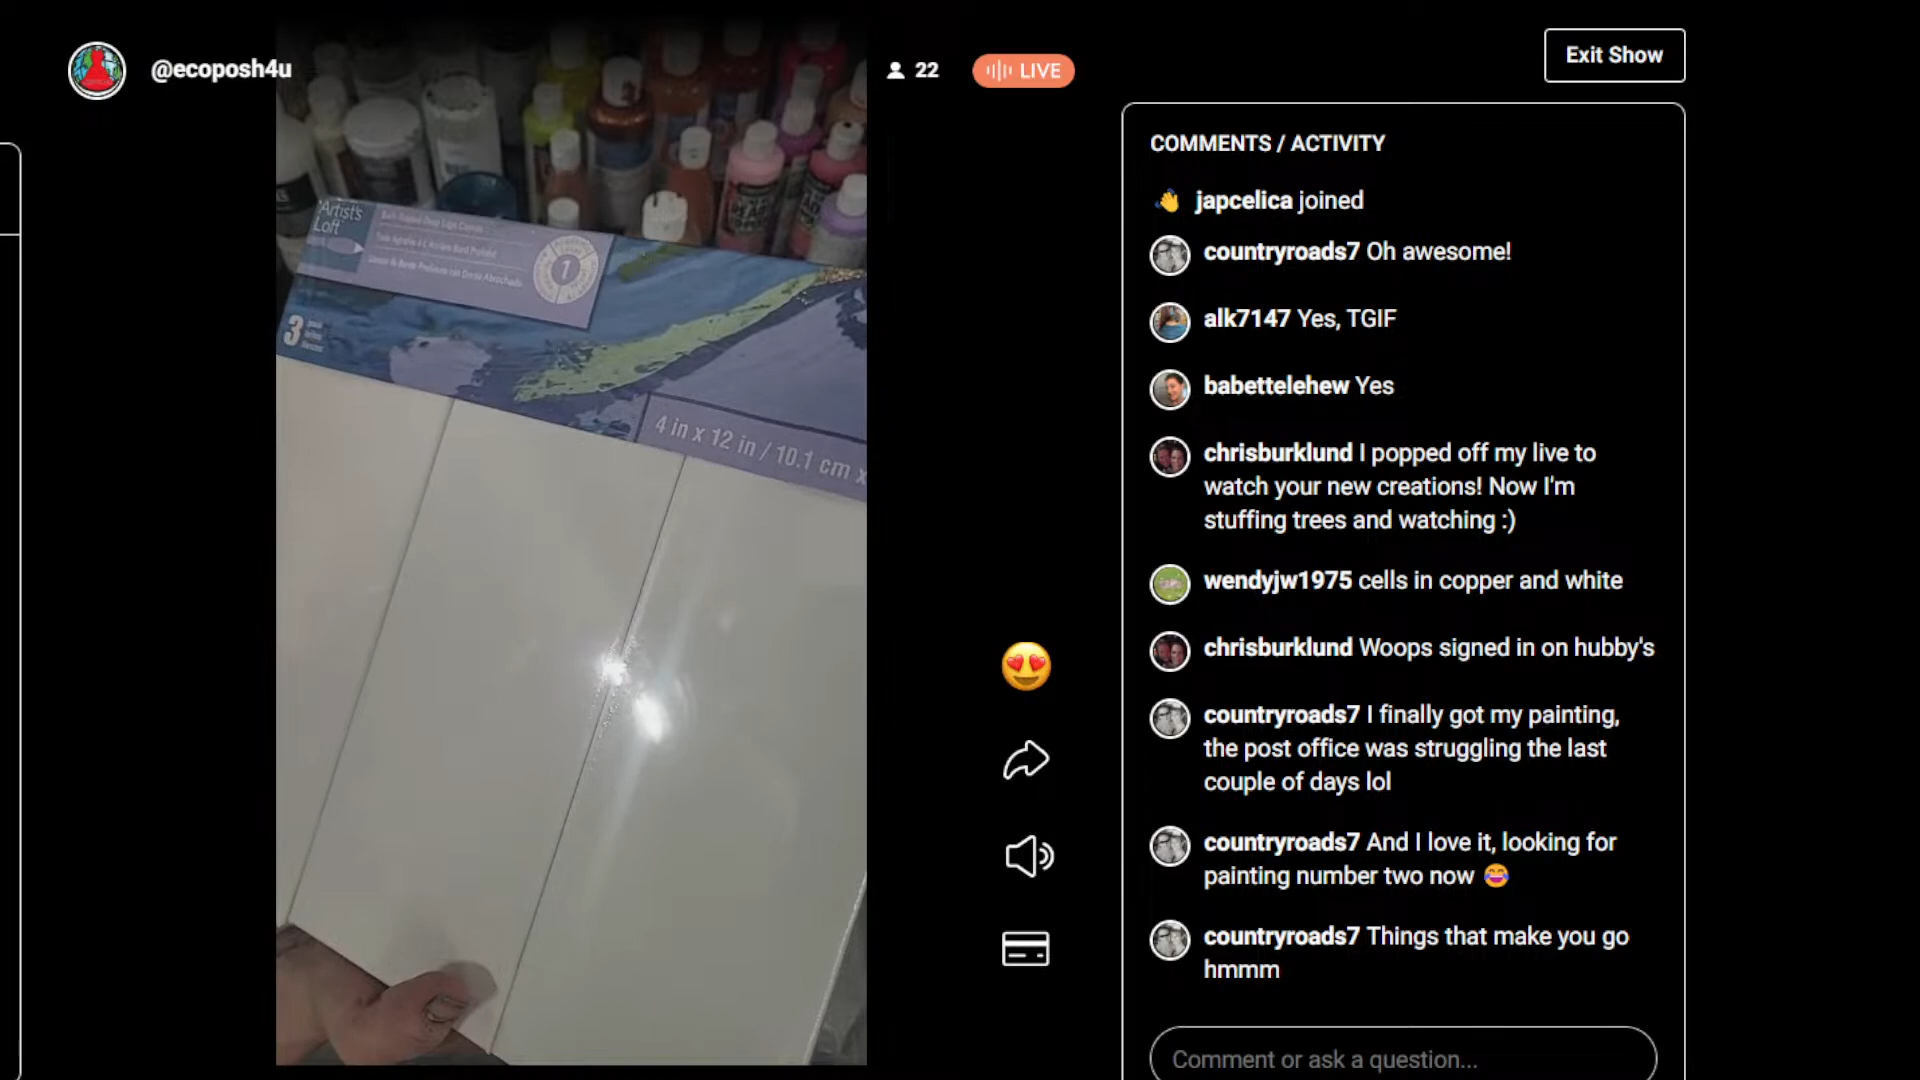 @ecoposh4u
22
LIVE
Exit Show
Artist's
Loft
1
3
4 in x 12 in / 10.1 cm x
COMMENTS / ACTIVITY
japcelica joined
countryroads7 Oh awesome!
alk7147 Yes, TGIF
babettelehew Yes
chrisburklund I popped off my live to
watch your new creations! Now I'm
stuffing trees and watching :)
wendyjw1975 cells in copper and white
chrisburklund Woops signed in on hubby's
countryroads7 I finally got my painting,
the post office was struggling the last
couple of days lol
countryroads7 And I love it, looking for
painting number two now 😂
countryroads7 Things that make you go
hmmm
Comment or ask a question...